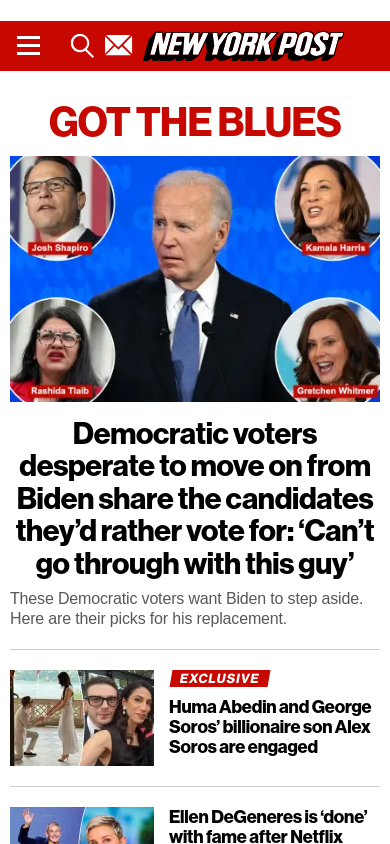 NEW YORK POST
GOT THE BLUES
Josh Shapiro
Kamala Harris
Rashida Tlaib
Gretchen Whitmer
Democratic voters
desperate to move on from
Biden share the candidates
they’d rather vote for: ‘Can’t
go through with this guy’
These Democratic voters want Biden to step aside.
Here are their picks for his replacement.
EXCLUSIVE
Huma Abedin and George
Soros’ billionaire son Alex
Soros are engaged
Ellen DeGeneres is ‘done’
with fame after Netflix